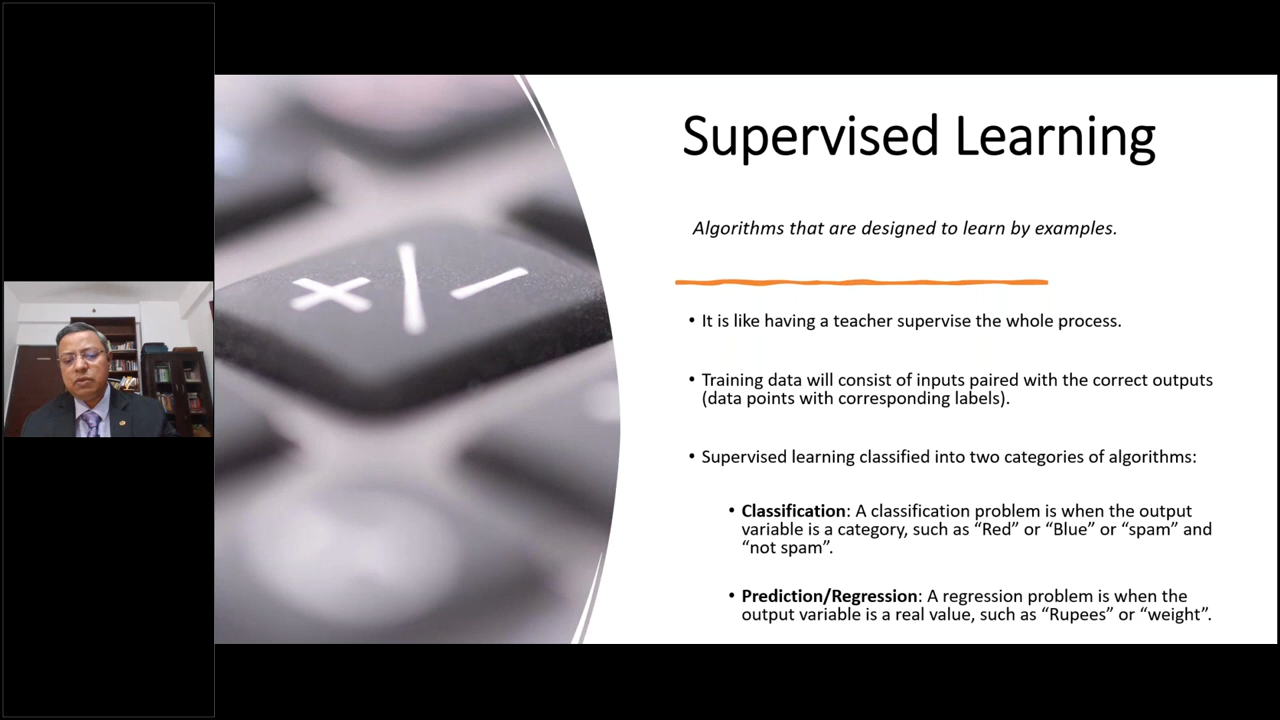 Supervised Learning
Algorithms that are designed to learn by examples.
• It is like having a teacher supervise the whole process.
• Training data will consist of inputs paired with the correct outputs
(data points with corresponding labels).
• Supervised learning classified into two categories of algorithms:
• Classification: A classification problem is when the output
variable is a category, such as “Red” or “Blue” or “spam” and
“not spam”.
• Prediction/Regression: A regression problem is when the
output variable is a real value, such as “Rupees” or “weight”.